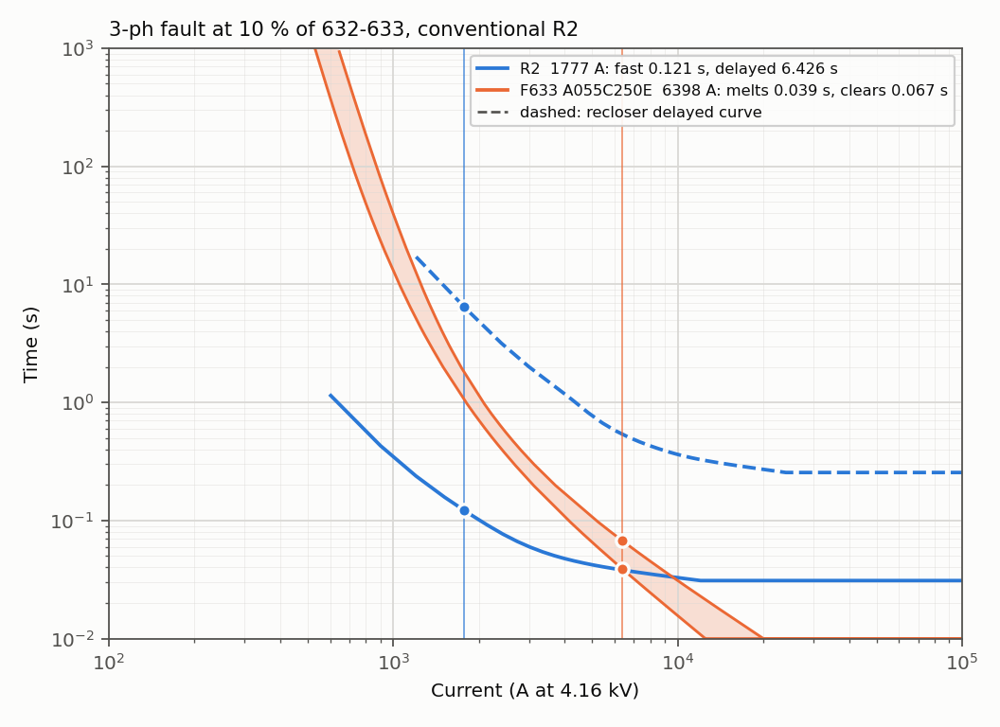 3-ph fault at 10 % of 632-633, conventional R2
R2  1777 A: fast 0.121 s, delayed 6.426 s
F633 A055C250E  6398 A: melts 0.039 s, clears 0.067 s
dashed: recloser delayed curve
Time (s)
10³
10²
10¹
10⁰
10⁻¹
10⁻²
10² 10³ 10⁴ 10⁵
Current (A at 4.16 kV)